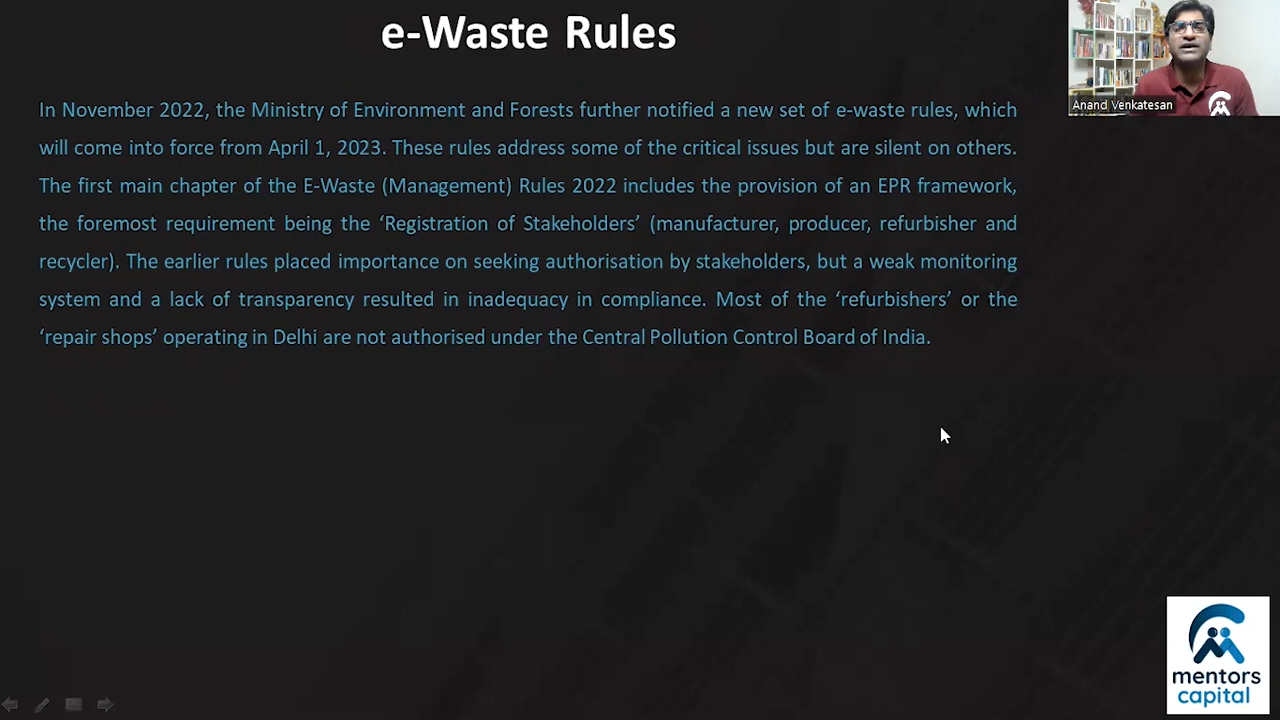 e-Waste Rules
Anand Venkatesan
In November 2022, the Ministry of Environment and Forests further notified a new set of e-waste rules, which
will come into force from April 1, 2023. These rules address some of the critical issues but are silent on others.
The first main chapter of the E-Waste (Management) Rules 2022 includes the provision of an EPR framework,
the foremost requirement being the ‘Registration of Stakeholders’ (manufacturer, producer, refurbisher and
recycler). The earlier rules placed importance on seeking authorisation by stakeholders, but a weak monitoring
system and a lack of transparency resulted in inadequacy in compliance. Most of the ‘refurbishers’ or the
‘repair shops’ operating in Delhi are not authorised under the Central Pollution Control Board of India.
mentors
capital